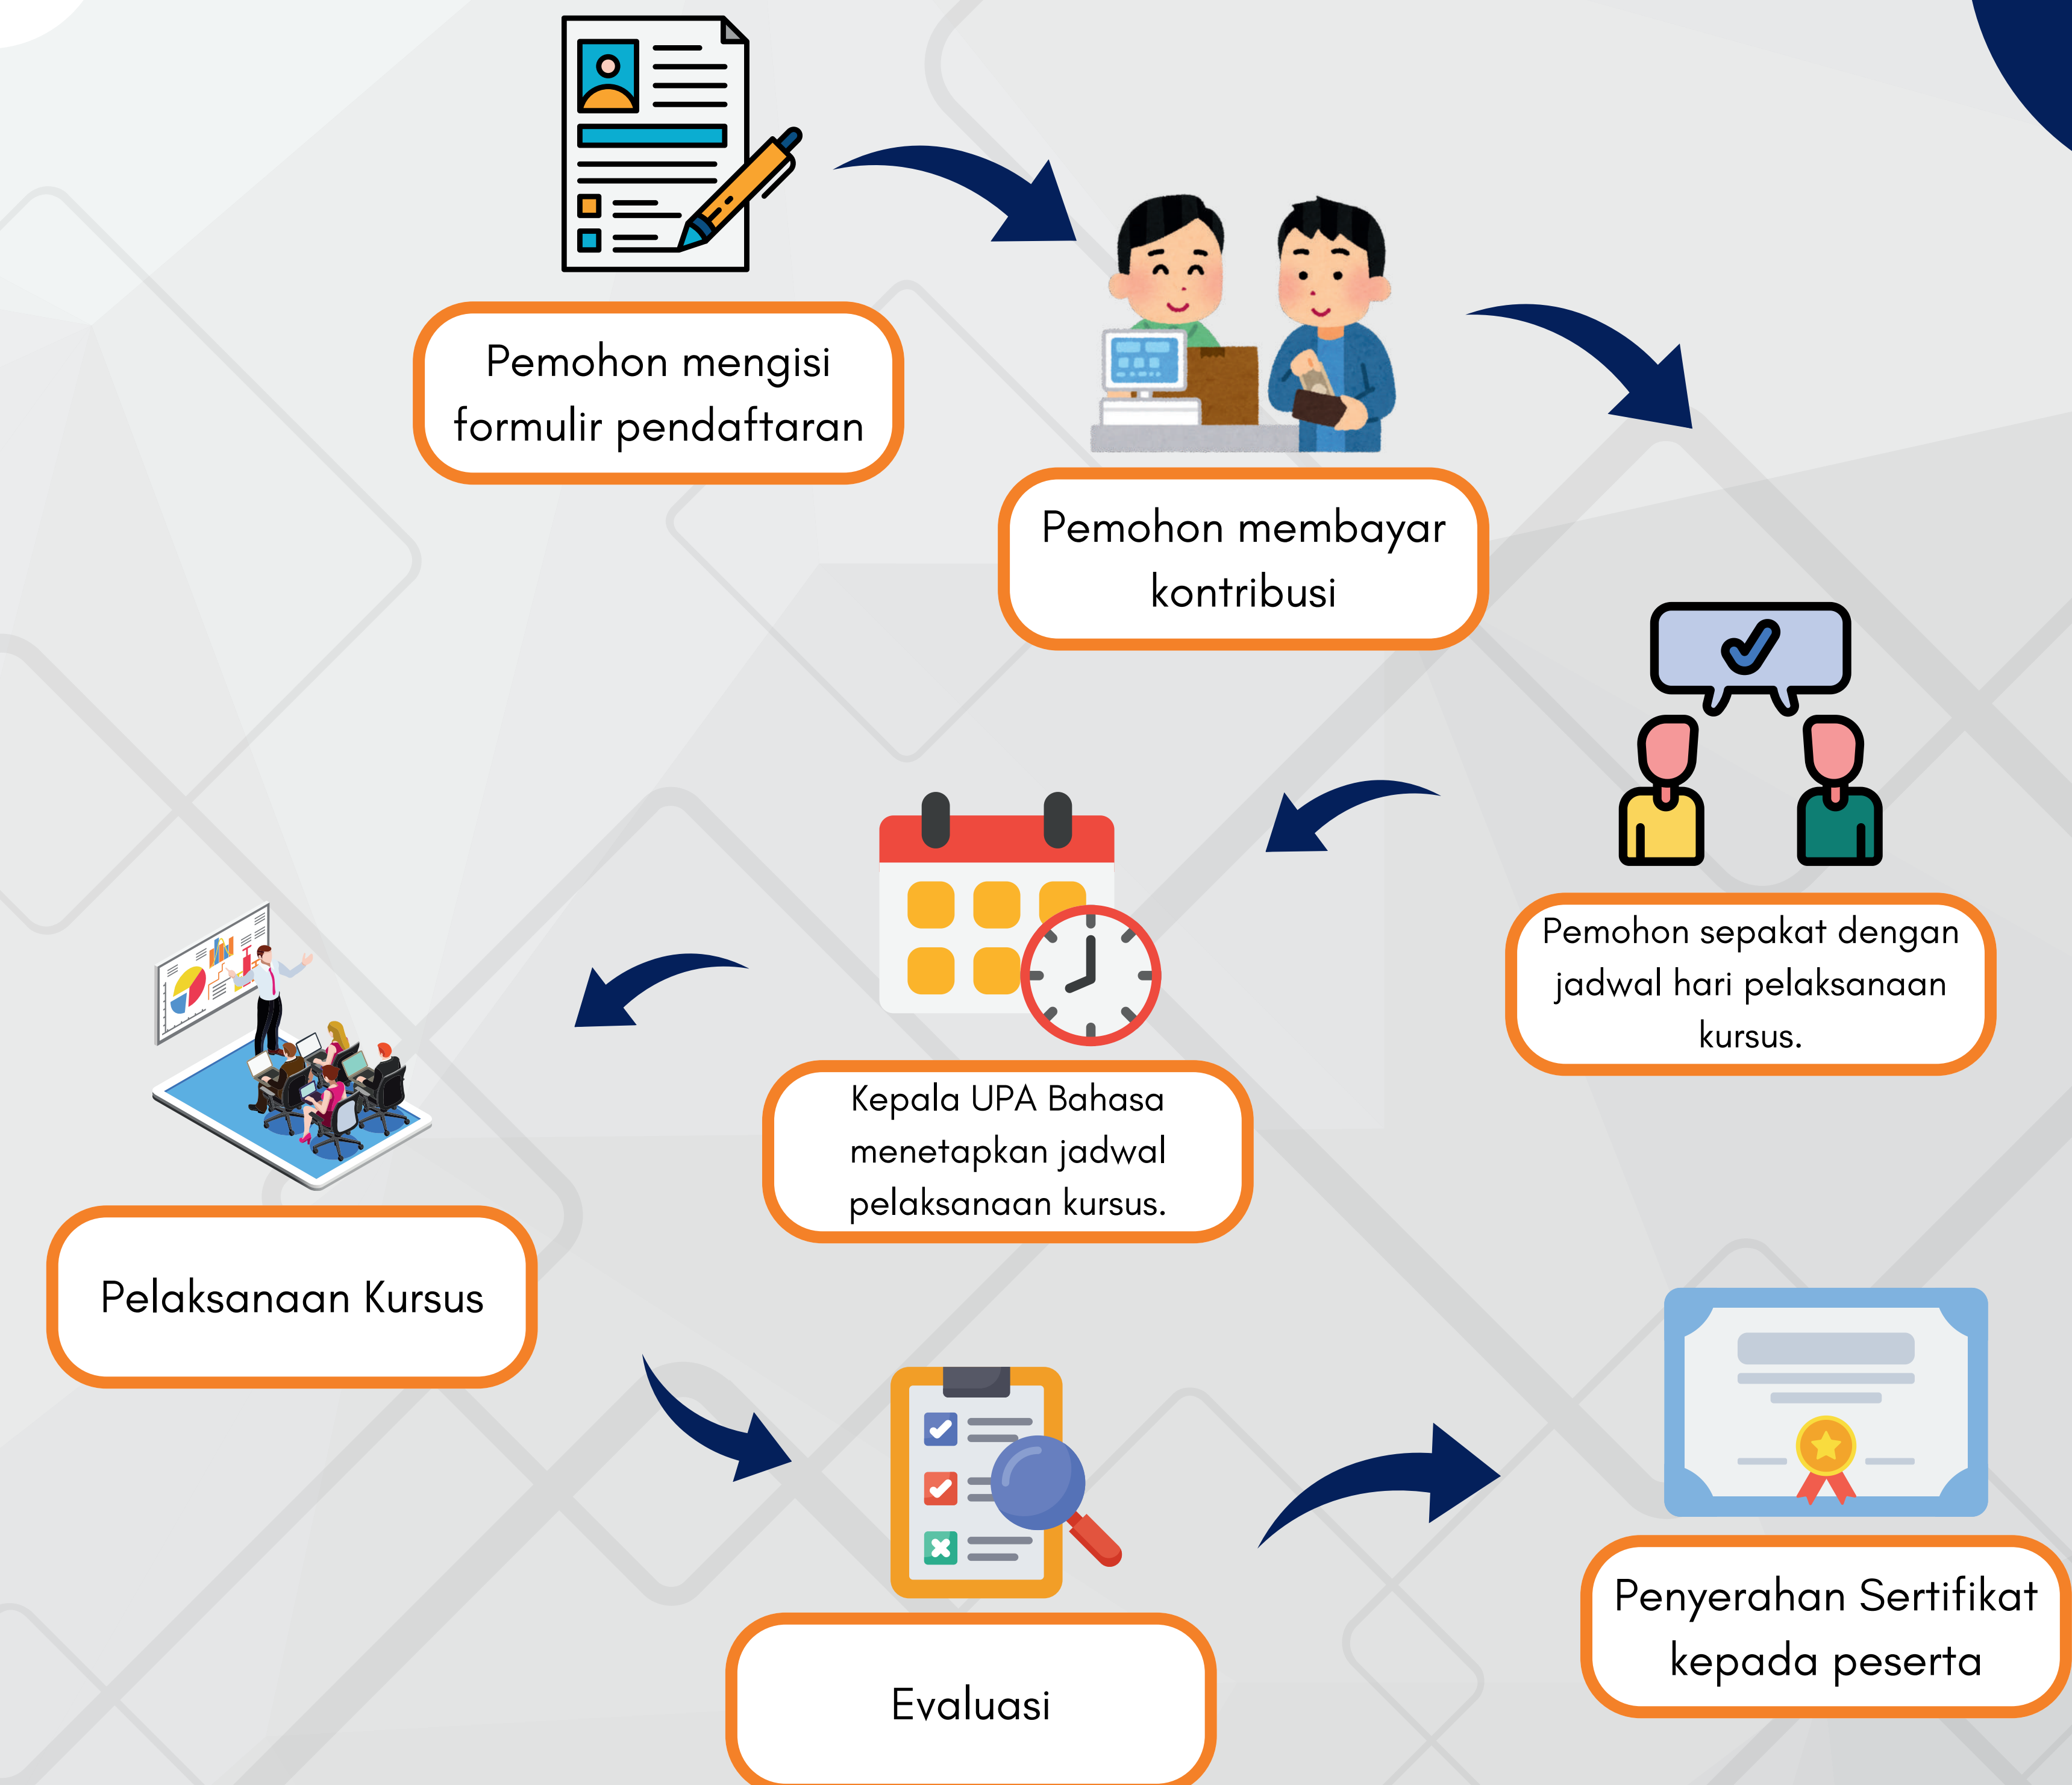 Pemohon mengisi
formulir pendaftaran
Pemohon membayar
kontribusi
Pemohon sepakat dengan
jadwal hari pelaksanaan
kursus.
Kepala UPA Bahasa
menetapkan jadwal
pelaksanaan kursus.
Pelaksanaan Kursus
Evaluasi
Penyerahan Sertifikat
kepada peserta